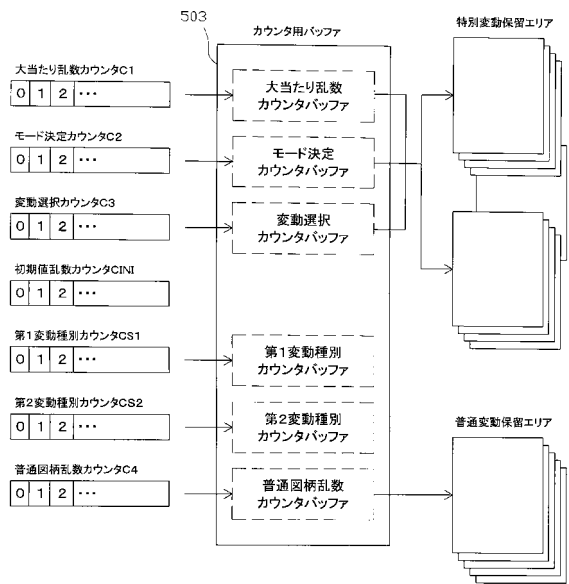 503
カウンタ用バッファ
特別変動保留エリア
大当たり乱数カウンタC1
0 1 2 ・・・
大当たり乱数
カウンタバッファ
モード決定カウンタC2
0 1 2 ・・・
モード決定
カウンタバッファ
変動選択カウンタC3
0 1 2 ・・・
変動選択
カウンタバッファ
初期値乱数カウンタCINI
0 1 2 ・・・
第1変動種別カウンタCS1
0 1 2 ・・・
第1変動種別
カウンタバッファ
第2変動種別カウンタCS2
0 1 2 ・・・
第2変動種別
カウンタバッファ
普通変動保留エリア
普通図柄乱数カウンタC4
0 1 2 ・・・
普通図柄乱数
カウンタバッファ